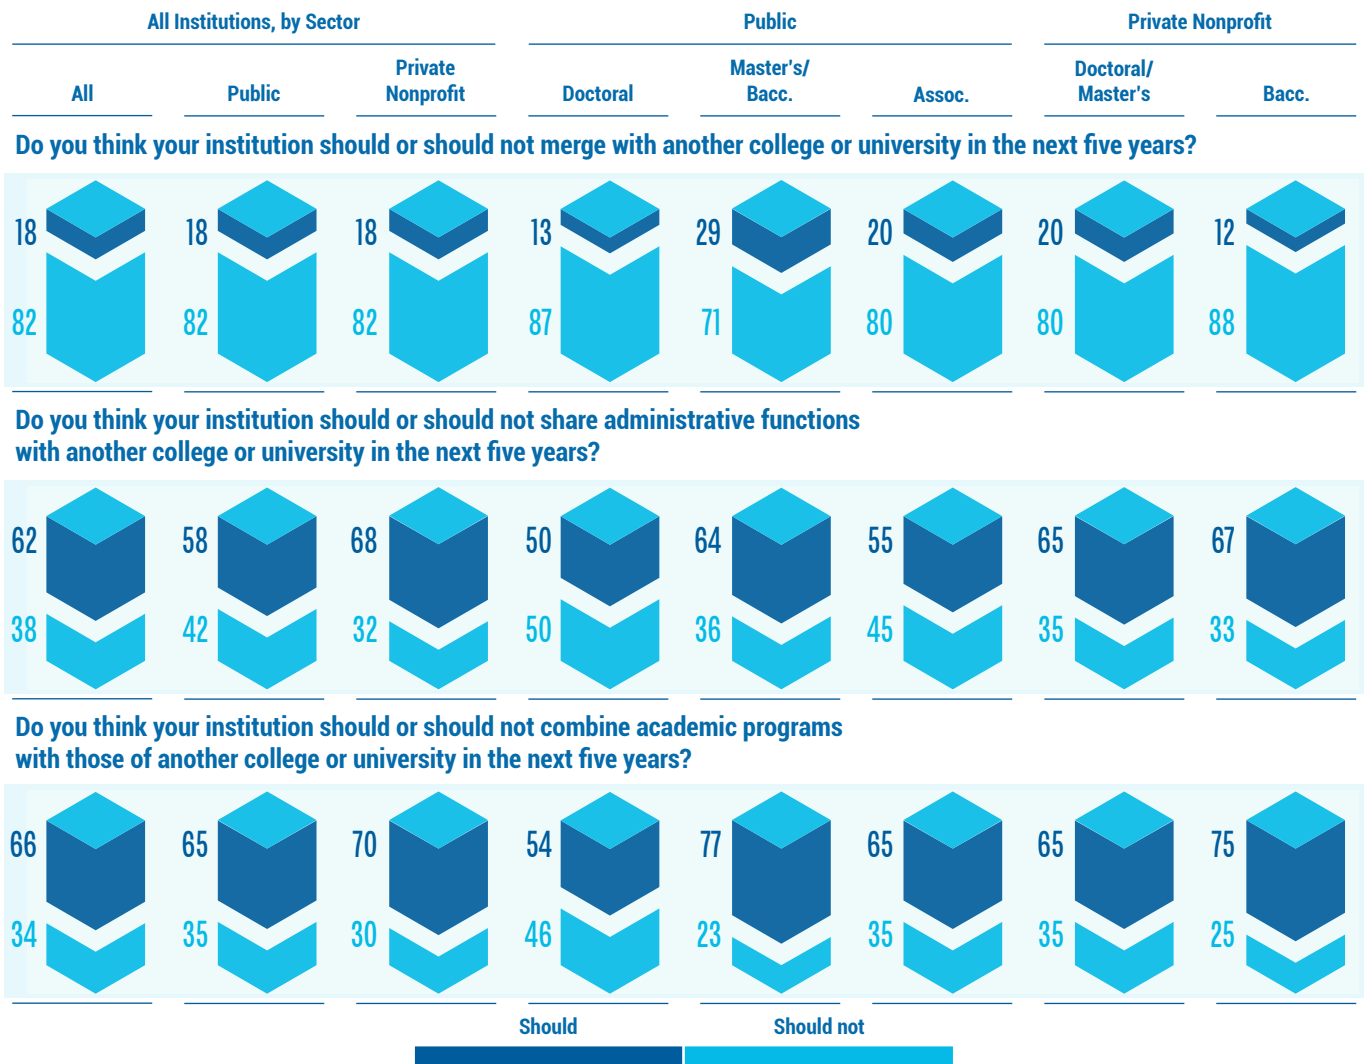 All Institutions, by Sector
Public
Private Nonprofit
All
Public
Private
Nonprofit
Doctoral
Master's/
Bacc.
Assoc.
Doctoral/
Master's
Bacc.
Do you think your institution should or should not merge with another college or university in the next five years?
18 18 18 13 29 20 20 12
82 82 82 87 71 80 80 88
Do you think your institution should or should not share administrative functions
with another college or university in the next five years?
62 58 68 50 64 55 65 67
38 42 32 50 36 45 35 33
Do you think your institution should or should not combine academic programs
with those of another college or university in the next five years?
66 65 70 54 77 65 65 75
34 35 30 46 23 35 35 25
Should
Should not